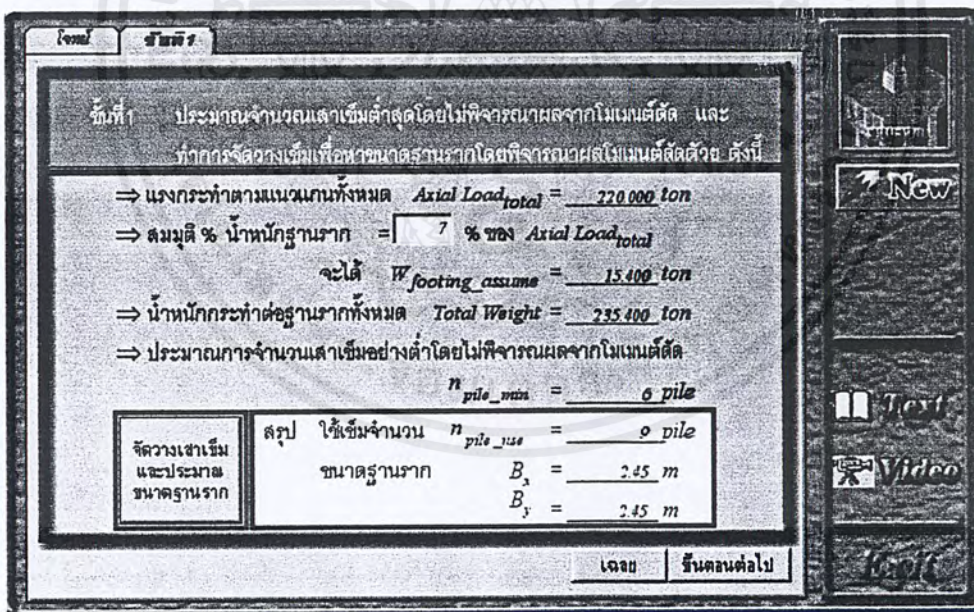 โจทย์ ขั้นที่ 1
ขั้นที่ 1 ประมาณจำนวณเสาเข็มต่ำสุดโดยไม่พิจารณาผลจากโมเมนต์ดัด และ
ทำการจัดวางเข็มเพื่อหาขนาดฐานรากโดยพิจารณาผลโมเมนต์ดัดด้วย ดังนี้
⇒ แรงกระทำตามแนวแกนทั้งหมด Axial Load total = 220.000 ton
⇒ สมมุติ % น้ำหนักฐานราก = 7 % ของ Axial Load total
จะได้ W footing_assume = 15.400 ton
⇒ น้ำหนักกระทำต่อฐานรากทั้งหมด Total Weight = 235.400 ton
⇒ ประมาณการจำนวนเสาเข็มอย่างต่ำโดยไม่พิจารณผลจากโมเมนต์ดัด
n pile_min = 6 pile
จัดวางเสาเข็ม
และประมาณ
ขนาดฐานราก
สรุป ใช้เข็มจำนวน n pile_use = 9 pile
ขนาดฐานราก B x = 2.45 m
B y = 2.45 m
เฉลย ขั้นตอนต่อไป
New
Text
Video
Exit